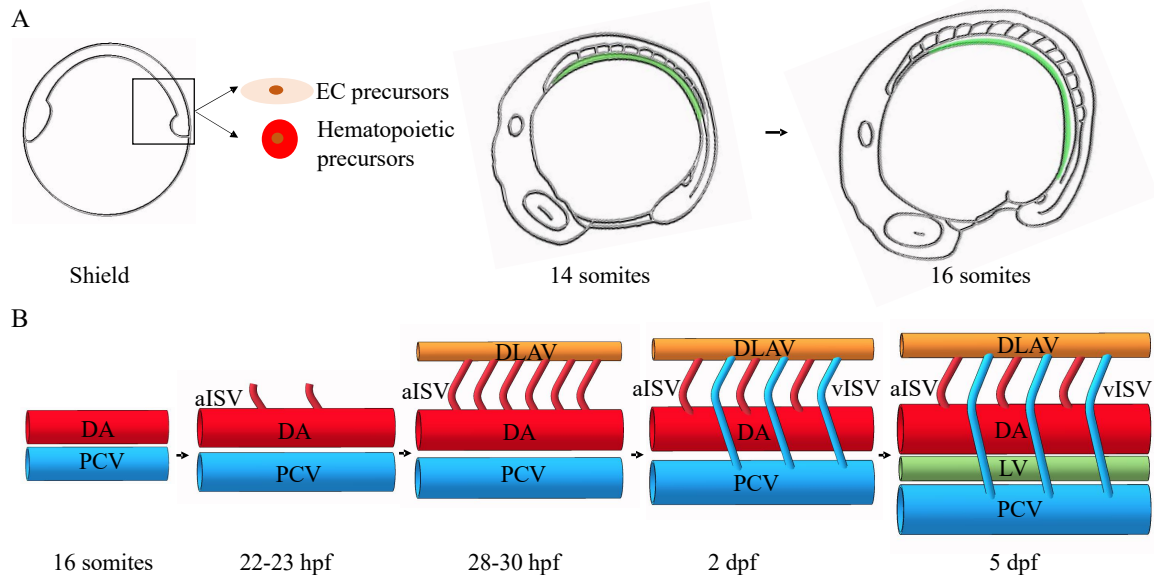 A
EC precursors
Hematopoietic
precursors
Shield
14 somites
16 somites
B
DA
PCV
16 somites
aISV
DA
PCV
22-23 hpf
DLAV
aISV
DA
PCV
28-30 hpf
DLAV
aISV
vISV
DA
PCV
2 dpf
DLAV
aISV
vISV
DA
LV
PCV
5 dpf